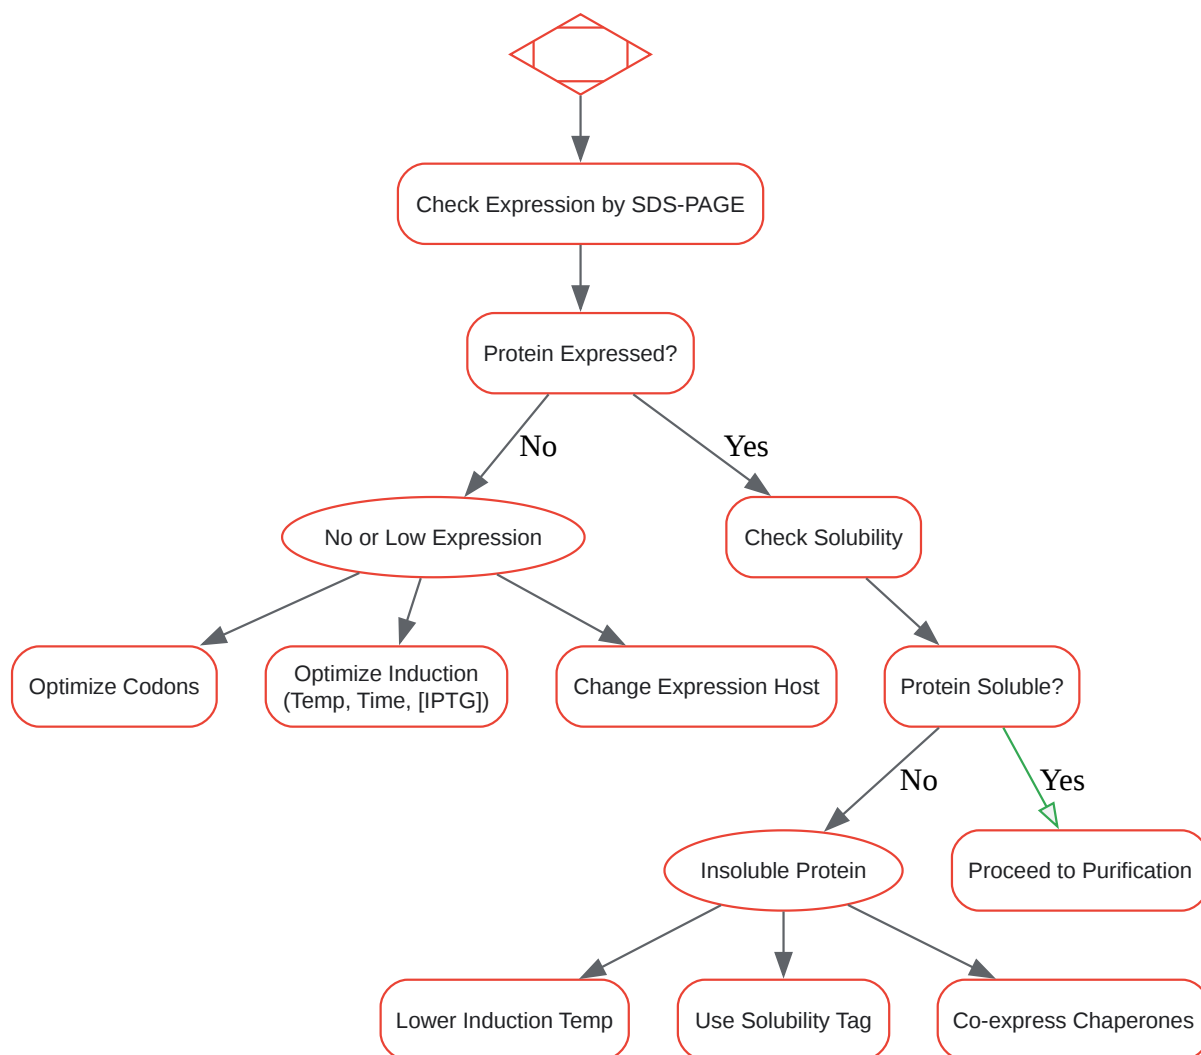 Check Expression by SDS-PAGE
Protein Expressed?
No
Yes
No or Low Expression
Check Solubility
Optimize Codons
Optimize Induction
(Temp, Time, [IPTG])
Change Expression Host
Protein Soluble?
No
Yes
Insoluble Protein
Proceed to Purification
Lower Induction Temp
Use Solubility Tag
Co-express Chaperones